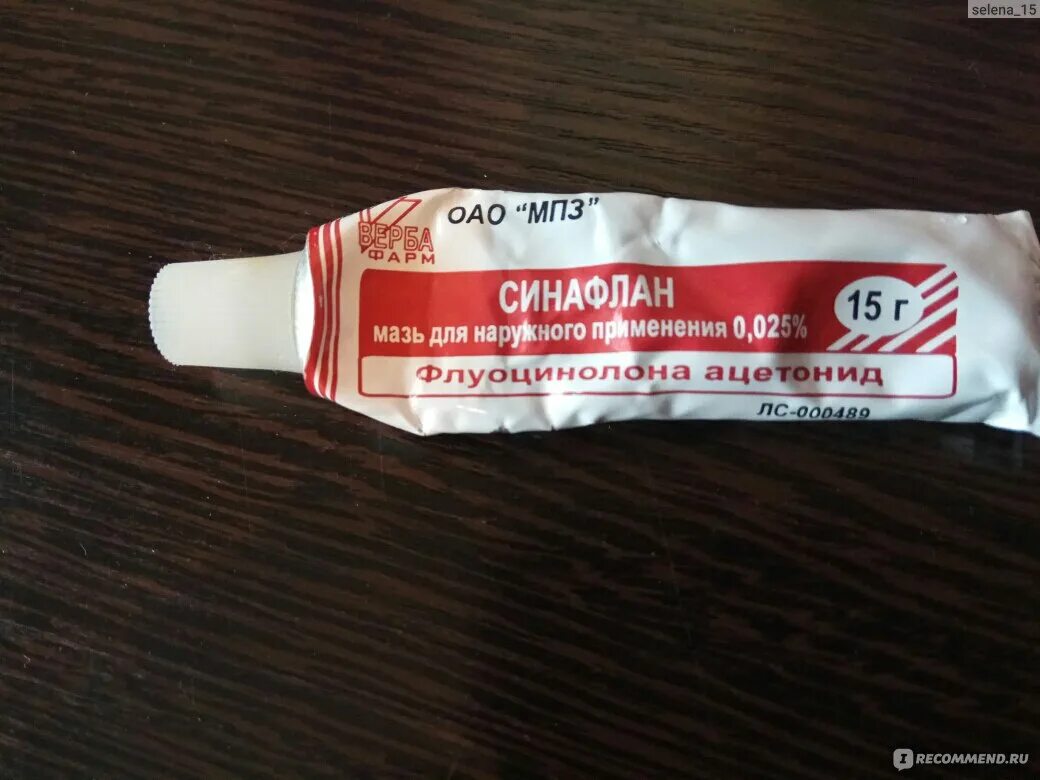 selena_15
ОАО "МПЗ"
ВЕРБА
ФАРМ
СИНАФЛАН
мазь для наружного применения 0,025%
15 г
Флуоцинолона ацетонид
ЛС-000489
I RECOMMEND.RU